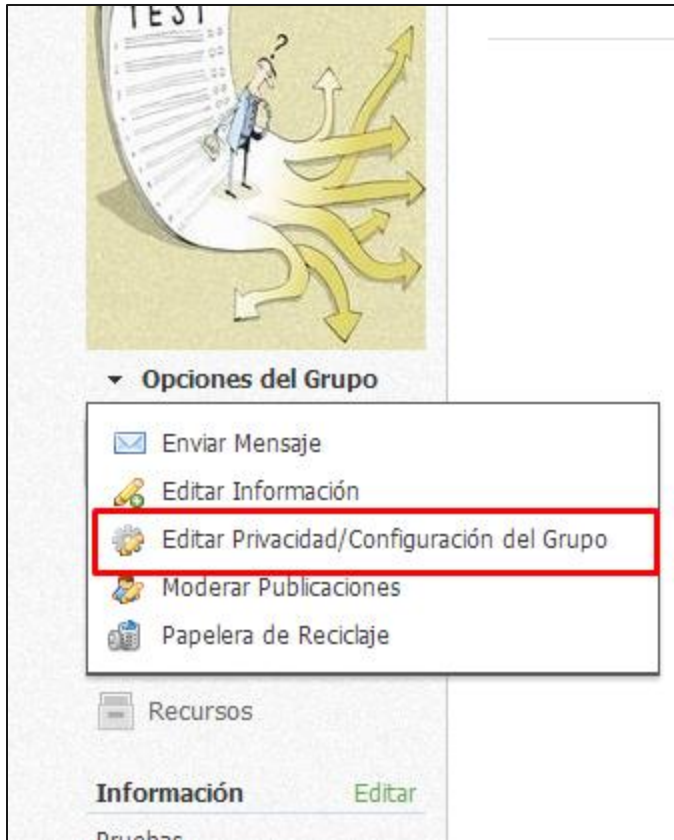 TEST
?
Opciones del Grupo
Enviar Mensaje
Editar Información
Editar Privacidad/Configuración del Grupo
Moderar Publicaciones
Papelera de Reciclaje
Recursos
Información Editar
Pruebas